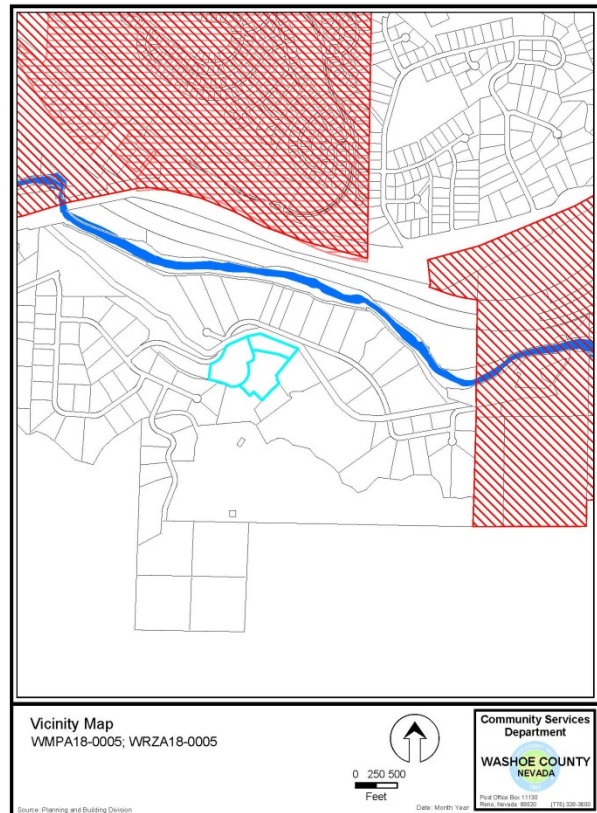 Vicinity Map
WMPA18-0005; WRZA18-0005
0 250 500
Feet
Source: Planning and Building Division
Date: Month Year
Community Services
Department
WASHOE COUNTY
NEVADA
Post Office Box 11130
Reno, Nevada 89520 (775) 328-3600